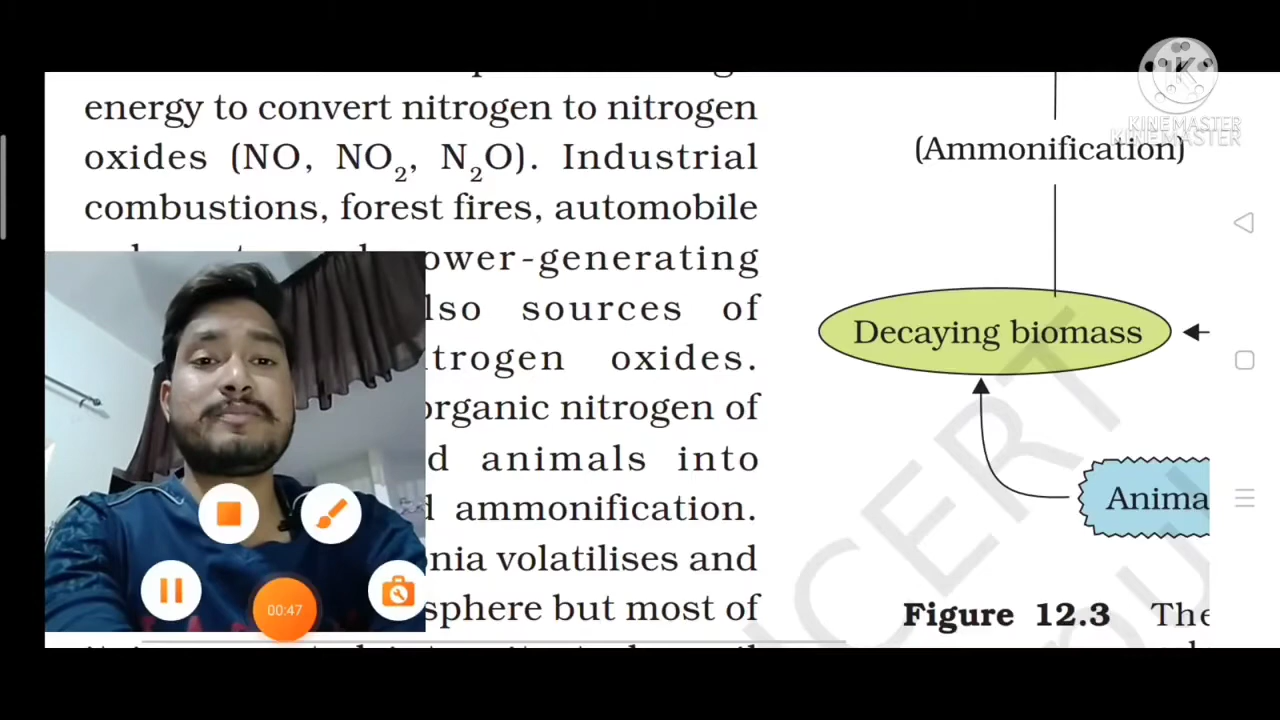 energy to convert nitrogen to nitrogen
oxides (NO, NO₂, N₂O). Industrial
combustions, forest fires, automobile
ower-generating
lso sources of
trogen oxides.
organic nitrogen of
d animals into
d ammonification.
nia volatilises and
sphere but most of
(Ammonification)
Decaying biomass
Anima
Figure 12.3 The
NCERT
KINEMASTER
KINEMASTER
00:47